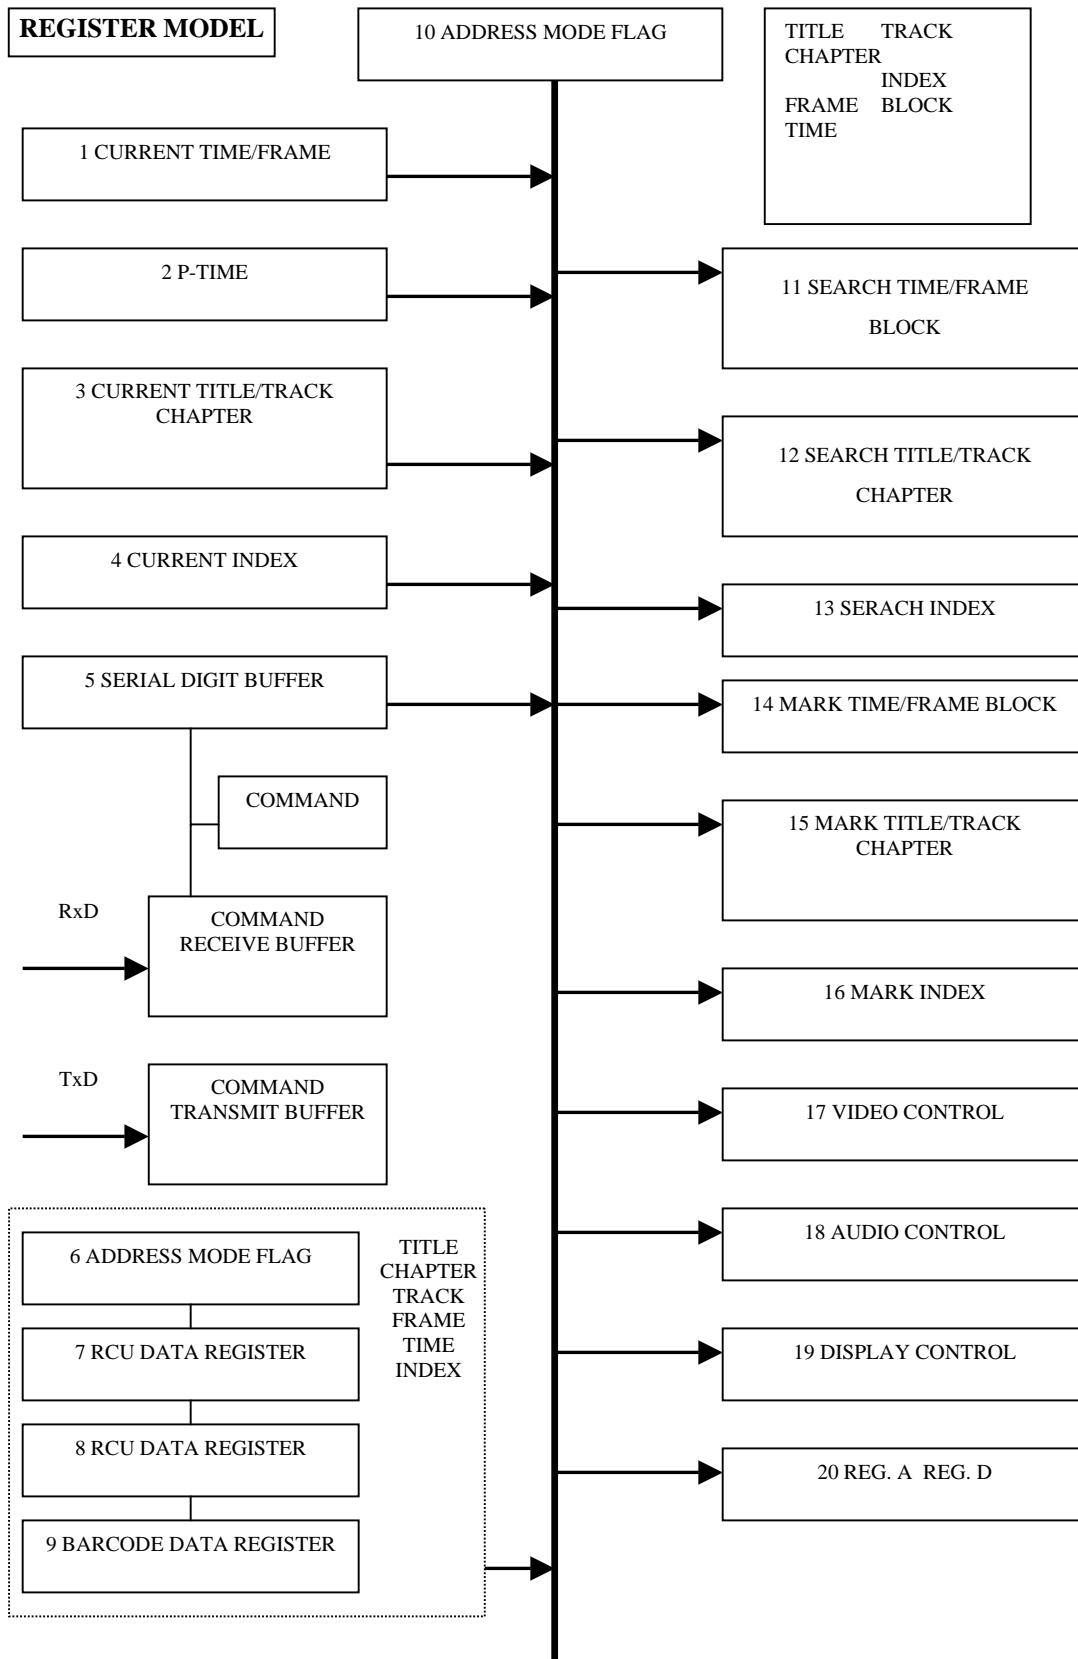 REGISTER MODEL
10 ADDRESS MODE FLAG
TITLE TRACK
CHAPTER
INDEX
FRAME BLOCK
TIME
1 CURRENT TIME/FRAME
2 P-TIME
3 CURRENT TITLE/TRACK
CHAPTER
4 CURRENT INDEX
5 SERIAL DIGIT BUFFER
COMMAND
RxD
COMMAND
RECEIVE BUFFER
TxD
COMMAND
TRANSMIT BUFFER
6 ADDRESS MODE FLAG
7 RCU DATA REGISTER
8 RCU DATA REGISTER
9 BARCODE DATA REGISTER
TITLE
CHAPTER
TRACK
FRAME
TIME
INDEX
11 SEARCH TIME/FRAME
BLOCK
12 SEARCH TITLE/TRACK
CHAPTER
13 SERACH INDEX
14 MARK TIME/FRAME BLOCK
15 MARK TITLE/TRACK
CHAPTER
16 MARK INDEX
17 VIDEO CONTROL
18 AUDIO CONTROL
19 DISPLAY CONTROL
20 REG. A REG. D